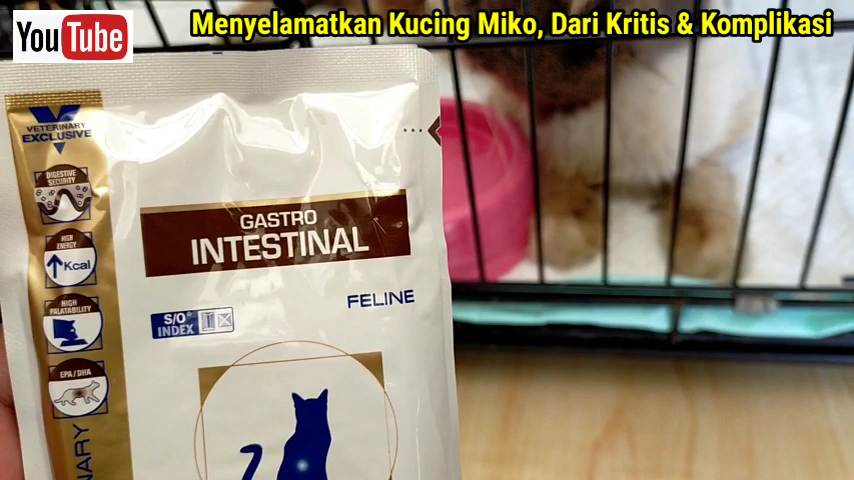 YouTube
Menyelamatkan Kucing Miko, Dari Kritis & Komplikasi
VETERINARY
EXCLUSIVE
DIGESTIVE
SECURITY
HIGH
ENERGY
Kcal
HIGH
PALATABILITY
EPA / DHA
GASTRO
INTESTINAL
FELINE
S/O®
INDEX